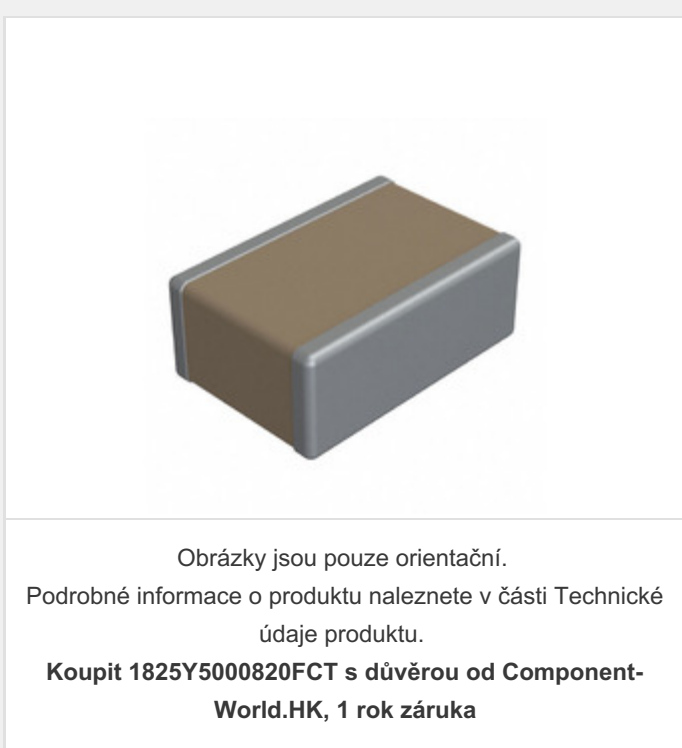 Obrázky jsou pouze orientační.
Podrobné informace o produktu naleznete v části Technické
údaje produktu.
Koupit 1825Y5000820FCT s důvěrou od Component-
World.HK, 1 rok záruka